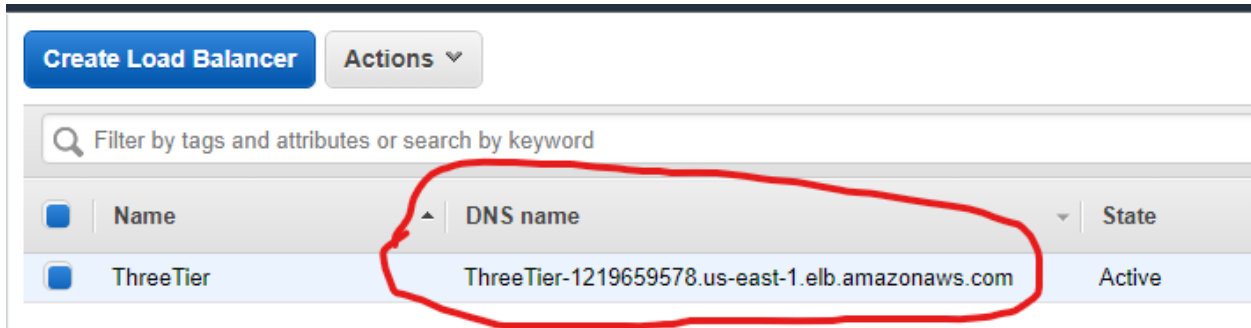 Create Load Balancer Actions
Filter by tags and attributes or search by keyword
Name DNS name State
ThreeTier ThreeTier-1219659578.us-east-1.elb.amazonaws.com Active